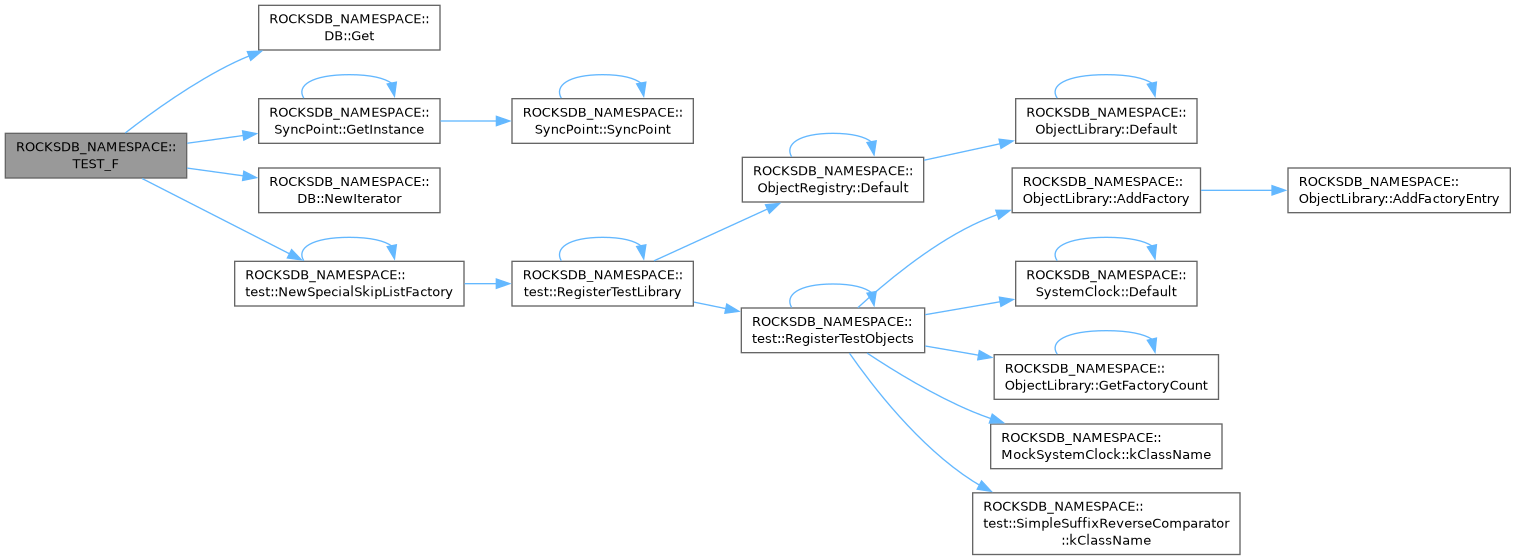 ROCKSDB_NAMESPACE::
TEST_F
ROCKSDB_NAMESPACE::
DB::Get
ROCKSDB_NAMESPACE::
SyncPoint::GetInstance
ROCKSDB_NAMESPACE::
SyncPoint::SyncPoint
ROCKSDB_NAMESPACE::
DB::NewIterator
ROCKSDB_NAMESPACE::
test::NewSpecialSkipListFactory
ROCKSDB_NAMESPACE::
test::RegisterTestLibrary
ROCKSDB_NAMESPACE::
ObjectRegistry::Default
ROCKSDB_NAMESPACE::
ObjectLibrary::Default
ROCKSDB_NAMESPACE::
test::RegisterTestObjects
ROCKSDB_NAMESPACE::
ObjectLibrary::AddFactory
ROCKSDB_NAMESPACE::
ObjectLibrary::AddFactoryEntry
ROCKSDB_NAMESPACE::
SystemClock::Default
ROCKSDB_NAMESPACE::
ObjectLibrary::GetFactoryCount
ROCKSDB_NAMESPACE::
MockSystemClock::kClassName
ROCKSDB_NAMESPACE::
test::SimpleSuffixReverseComparator
::kClassName